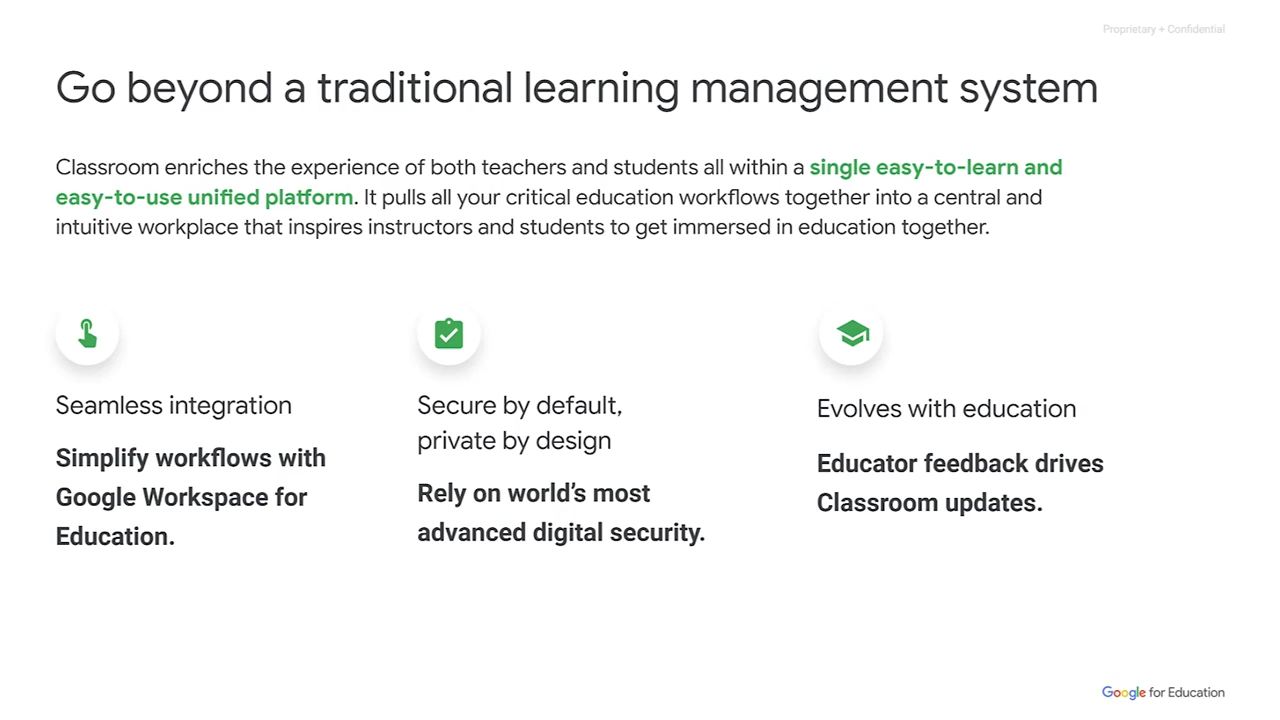 Proprietary + Confidential
Go beyond a traditional learning management system
Classroom enriches the experience of both teachers and students all within a single easy-to-learn and
easy-to-use unified platform. It pulls all your critical education workflows together into a central and
intuitive workplace that inspires instructors and students to get immersed in education together.
Seamless integration
Simplify workflows with
Google Workspace for
Education.
Secure by default,
private by design
Rely on world's most
advanced digital security.
Evolves with education
Educator feedback drives
Classroom updates.
Google for Education